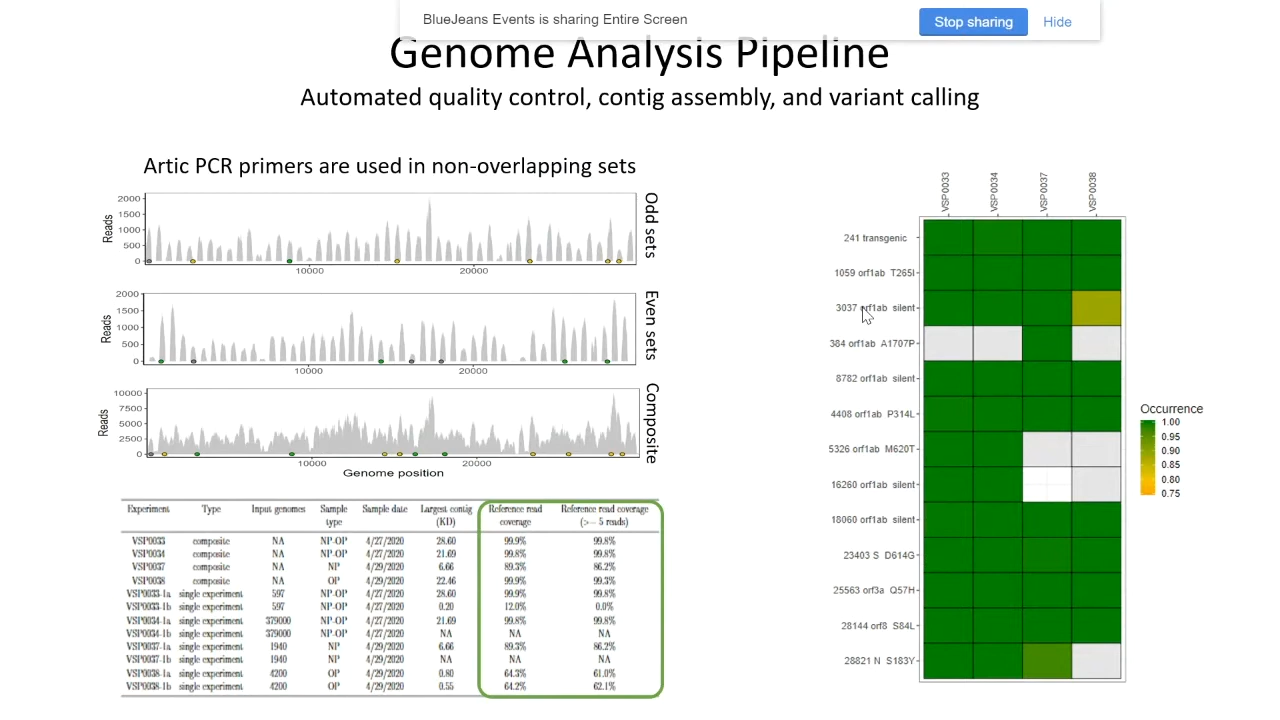 BlueJeans Events is sharing Entire Screen
Stop sharing
Hide
Genome Analysis Pipeline
Automated quality control, contig assembly, and variant calling
Artic PCR primers are used in non-overlapping sets
Reads
2000
1500
1000
500
0
10000
20000
Odd sets
Reads
2000
1500
1000
500
0
10000
20000
Even sets
Reads
10000
7500
5000
2500
0
10000
20000
Composite
Genome position
Experiment Type Input genomes Sample type Sample date Largest contig (KD) Reference read coverage Reference read coverage (>= 5 reads)
VSP0033 composite NA NP-OP 4/27/2020 28.60 99.9% 99.8%
VSP0034 composite NA NP-OP 4/27/2020 21.69 99.8% 99.8%
VSP0037 composite NA NP 4/29/2020 6.66 89.3% 86.2%
VSP0038 composite NA OP 4/29/2020 22.46 99.9% 99.3%
VSP0033-1a single experiment 597 NP-OP 4/27/2020 28.60 99.9% 99.8%
VSP0033-1b single experiment 597 NP-OP 4/27/2020 0.20 12.0% 0.0%
VSP0034-1a single experiment 379000 NP-OP 4/27/2020 21.69 99.8% 99.8%
VSP0034-1b single experiment 379000 NP-OP 4/27/2020 NA NA NA
VSP0037-1a single experiment 1940 NP 4/29/2020 6.66 89.3% 86.2%
VSP0037-1b single experiment 1940 NP 4/29/2020 NA NA NA
VSP0038-1a single experiment 4200 OP 4/29/2020 0.80 64.3% 61.0%
VSP0038-1b single experiment 4200 OP 4/29/2020 0.55 64.2% 62.1%
VSP0033
VSP0034
VSP0037
VSP0038
241 transgenic
1059 orf1ab T265I
3037 orf1ab silent
384 orf1ab A1707P
8782 orf1ab silent
4408 orf1ab P314L
5326 orf1ab M620T
16260 orf1ab silent
18060 orf1ab silent
23403 S D614G
25563 orf3a Q57H
28144 orf8 S84L
28821 N S183Y
Occurrence
1.00
0.95
0.90
0.85
0.80
0.75